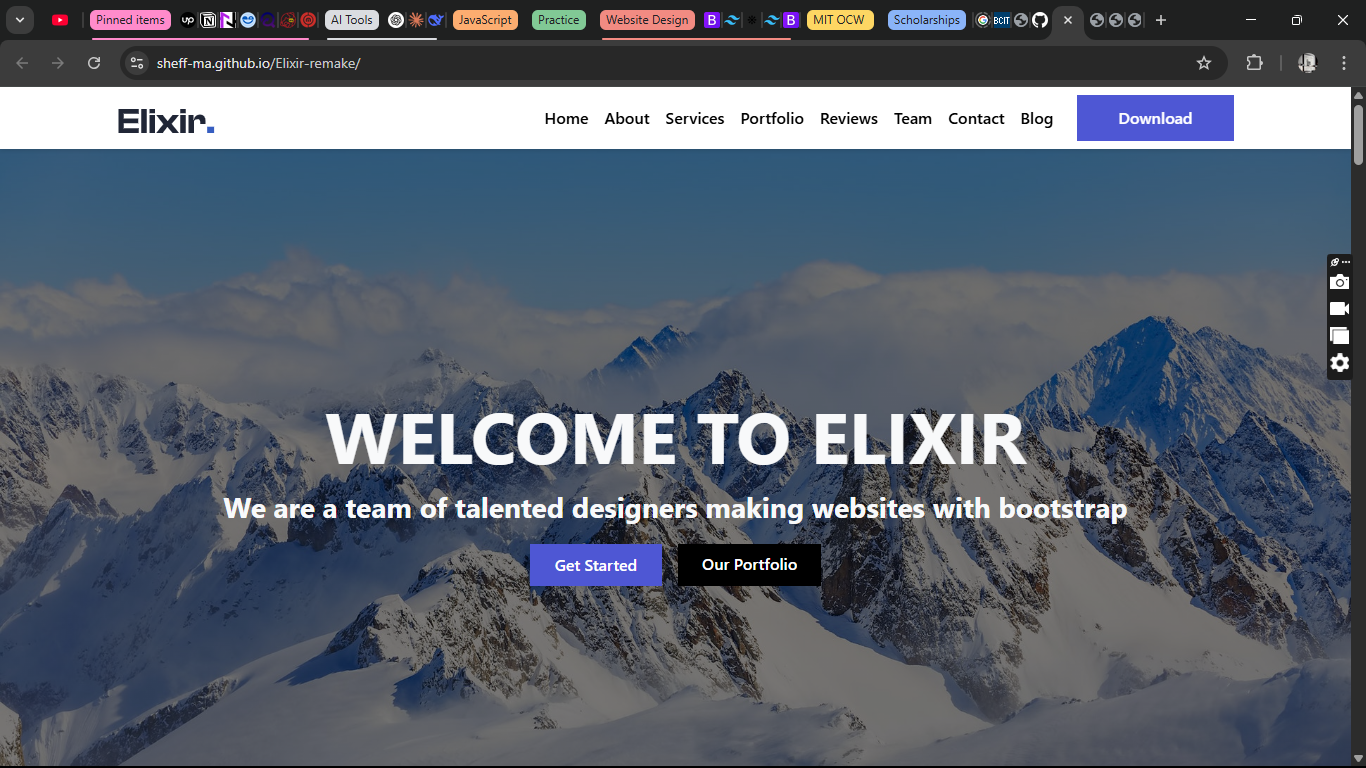 Pinned items
up
AI Tools
JavaScript
Practice
Website Design
B
B
MIT OCW
Scholarships
BCIT
sheff-ma.github.io/Elixir-remake/
Elixir.
Home About Services Portfolio Reviews Team Contact Blog Download
WELCOME TO ELIXIR
We are a team of talented designers making websites with bootstrap
Get Started Our Portfolio